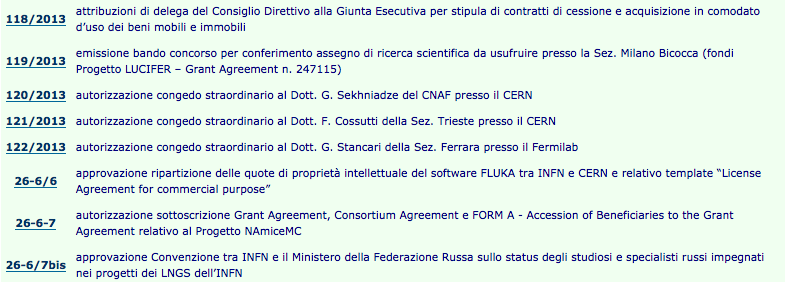 118/2013 attribuzioni di delega del Consiglio Direttivo alla Giunta Esecutiva per stipula di contratti di cessione e acquisizione in comodato
d'uso dei beni mobili e immobili
119/2013 emissione bando concorso per conferimento assegno di ricerca scientifica da usufruire presso la Sez. Milano Bicocca (fondi
Progetto LUCIFER – Grant Agreement n. 247115)
120/2013 autorizzazione congedo straordinario al Dott. G. Sekhniadze del CNAF presso il CERN
121/2013 autorizzazione congedo straordinario al Dott. F. Cossutti della Sez. Trieste presso il CERN
122/2013 autorizzazione congedo straordinario al Dott. G. Stancari della Sez. Ferrara presso il Fermilab
26-6/6 approvazione ripartizione delle quote di proprietà intellettuale del software FLUKA tra INFN e CERN e relativo template “License
Agreement for commercial purpose”
26-6-7 autorizzazione sottoscrizione Grant Agreement, Consortium Agreement e FORM A - Accession of Beneficiaries to the Grant
Agreement relativo al Progetto NAmiceMC
26-6/7bis approvazione Convenzione tra INFN e il Ministero della Federazione Russa sullo status degli studiosi e specialisti russi impegnati
nei progetti dei LNGS dell'INFN